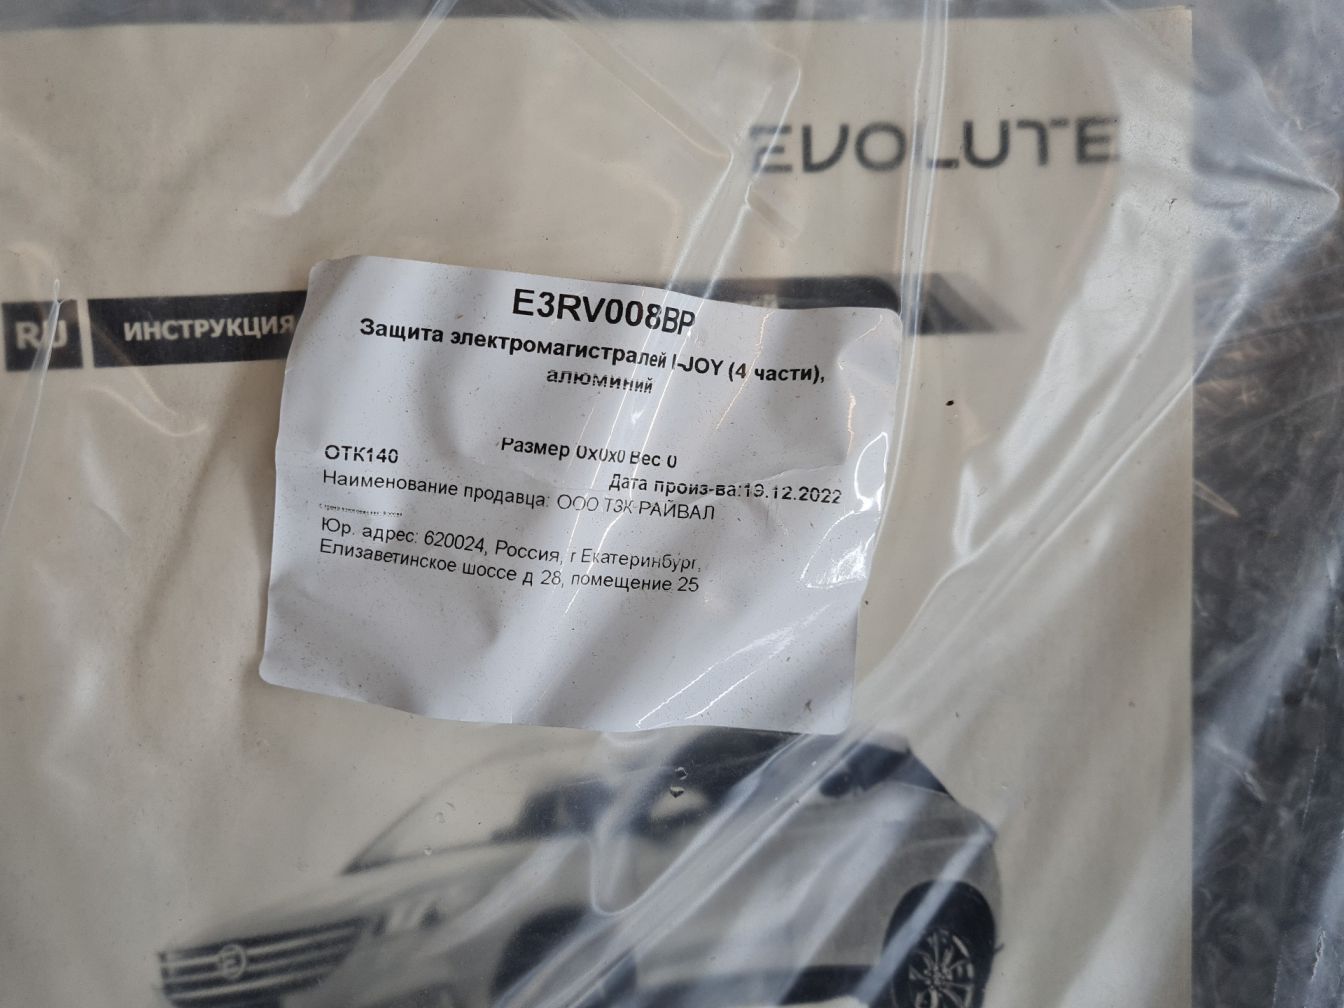 EVOLUTE
RU ИНСТРУКЦИЯ
E3RV008BP
Защита электромагистралей I-JOY (4 части),
алюминий
Размер 0x0x0 Вес 0
ОТК140
Дата произ-ва:19.12.2022
Наименование продавца: ООО ТЗК-РАЙВАЛ
Юр. адрес: 620024, Россия, г Екатеринбург,
Елизаветинское шоссе д 28, помещение 25